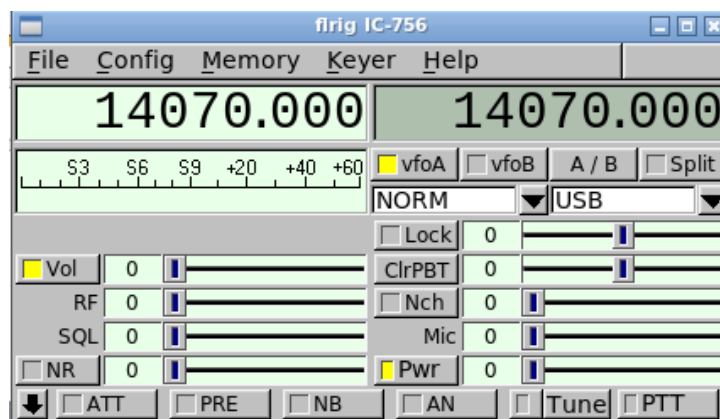 flrig IC-756
File Config Memory Keyer Help
14070.000 14070.000
S3 S6 S9 +20 +40 +60
vfoA vfoB A / B Split
NORM USB
Lock 0
Vol 0 ClrPBT 0
RF 0 Nch 0
SQL 0 Mic 0
NR 0 Pwr 0
ATT PRE NB AN Tune PTT